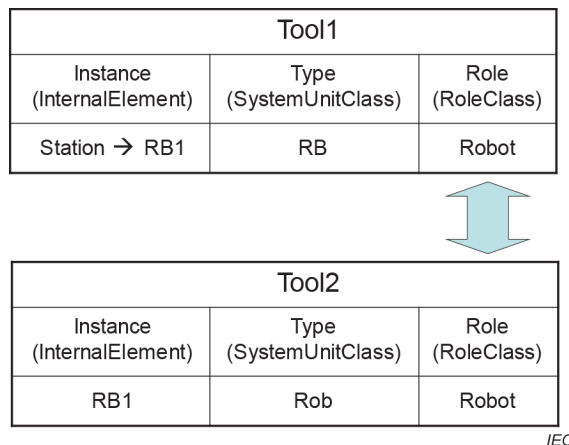 Tool1
Instance Type Role
(InternalElement) (SystemUnitClass) (RoleClass)
Station → RB1 RB Robot
Tool2
Instance Type Role
(InternalElement) (SystemUnitClass) (RoleClass)
RB1 Rob Robot
IEC